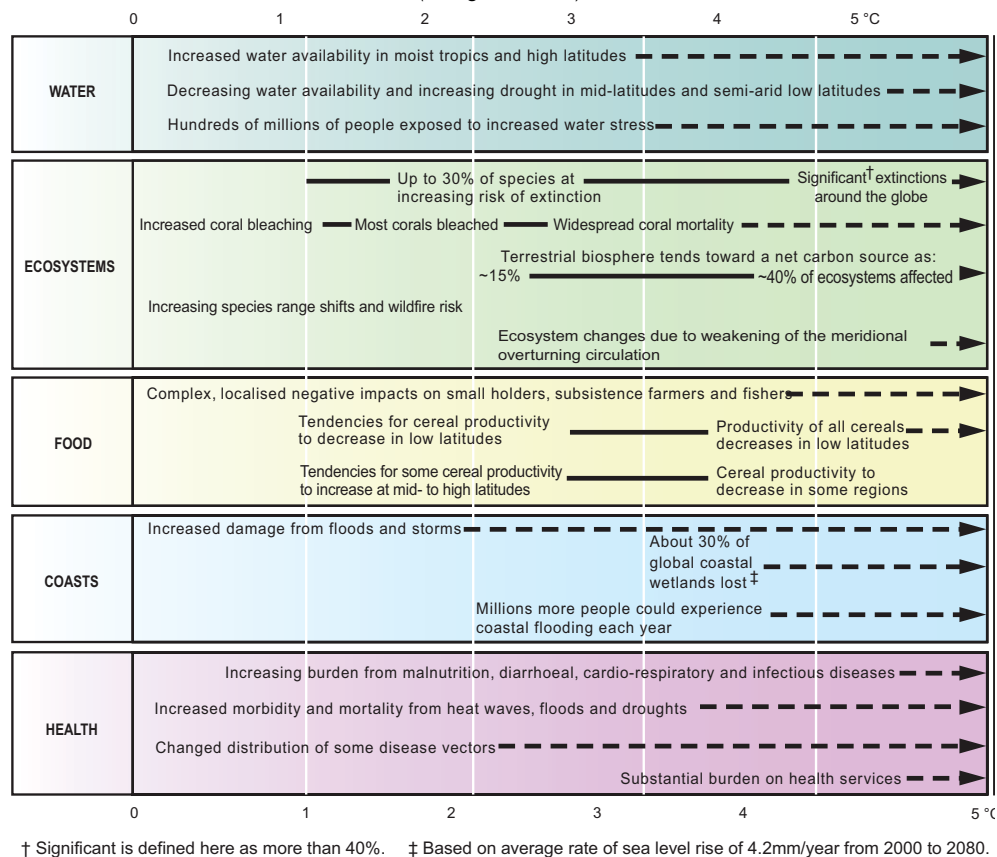 0 1 2 3 4 5 °C
WATER
Increased water availability in moist tropics and high latitudes
Decreasing water availability and increasing drought in mid-latitudes and semi-arid low latitudes
Hundreds of millions of people exposed to increased water stress
ECOSYSTEMS
Up to 30% of species at
increasing risk of extinction
Significant† extinctions
around the globe
Increased coral bleaching Most corals bleached Widespread coral mortality
Terrestrial biosphere tends toward a net carbon source as:
~15% ~40% of ecosystems affected
Increasing species range shifts and wildfire risk
Ecosystem changes due to weakening of the meridional
overturning circulation
FOOD
Complex, localised negative impacts on small holders, subsistence farmers and fishers
Tendencies for cereal productivity
to decrease in low latitudes
Productivity of all cereals
decreases in low latitudes
Tendencies for some cereal productivity
to increase at mid- to high latitudes
Cereal productivity to
decrease in some regions
COASTS
Increased damage from floods and storms
About 30% of
global coastal
wetlands lost‡
Millions more people could experience
coastal flooding each year
HEALTH
Increasing burden from malnutrition, diarrhoeal, cardio-respiratory and infectious diseases
Increased morbidity and mortality from heat waves, floods and droughts
Changed distribution of some disease vectors
Substantial burden on health services
0 1 2 3 4 5 °C
† Significant is defined here as more than 40%. ‡ Based on average rate of sea level rise of 4.2mm/year from 2000 to 2080.